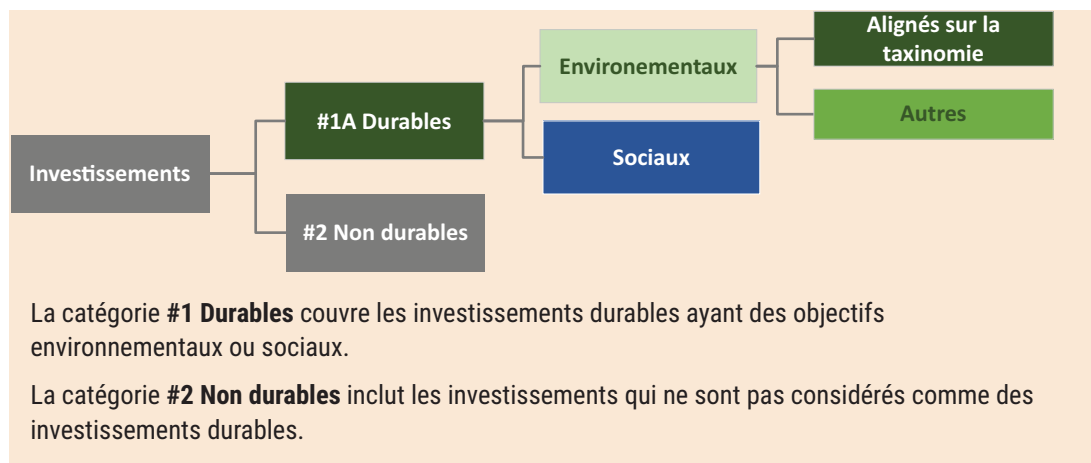 Investissements
#1A Durables
#2 Non durables
Environementaux
Sociaux
Alignés sur la
taxinomie
Autres
La catégorie #1 Durables couvre les investissements durables ayant des objectifs
environnementaux ou sociaux.
La catégorie #2 Non durables inclut les investissements qui ne sont pas considérés comme des
investissements durables.